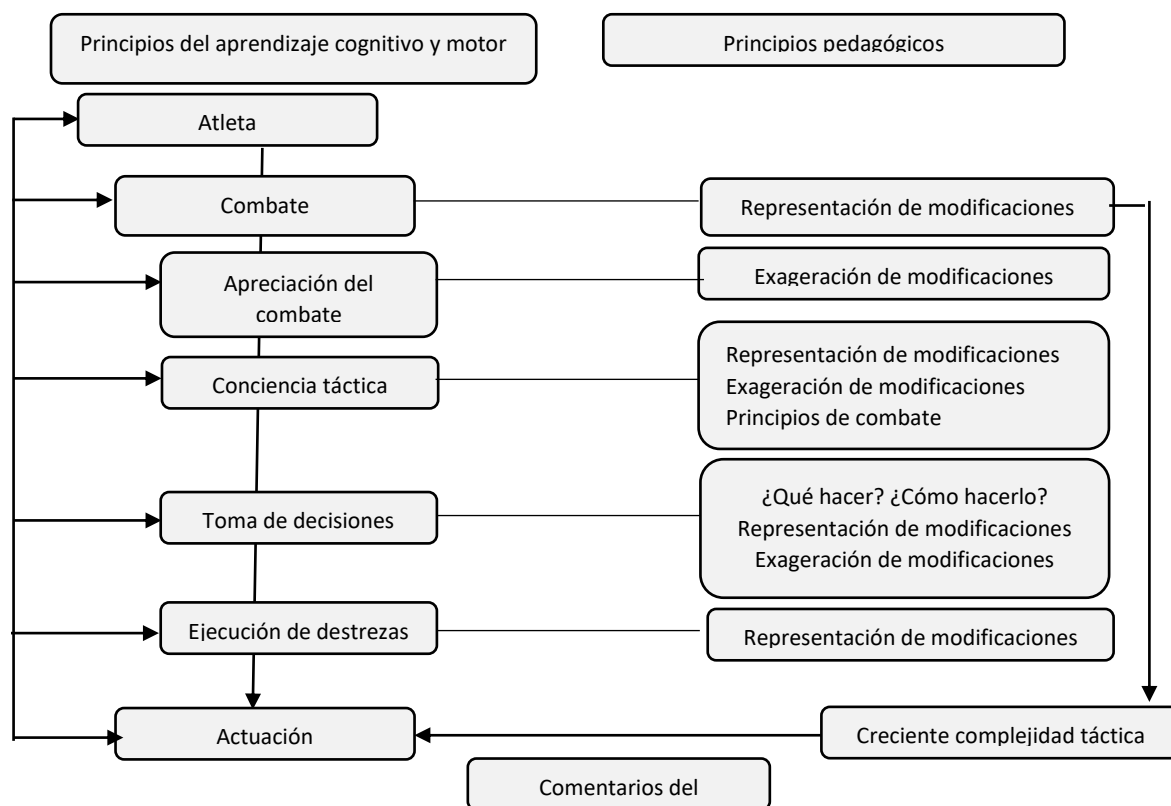 Principios del aprendizaje cognitivo y motor
Principios pedagógicos
Atleta
Combate
Representación de modificaciones
Apreciación del
combate
Exageración de modificaciones
Conciencia táctica
Representación de modificaciones
Exageración de modificaciones
Principios de combate
Toma de decisiones
¿Qué hacer? ¿Cómo hacerlo?
Representación de modificaciones
Exageración de modificaciones
Ejecución de destrezas
Representación de modificaciones
Actuación
Creciente complejidad táctica
Comentarios del